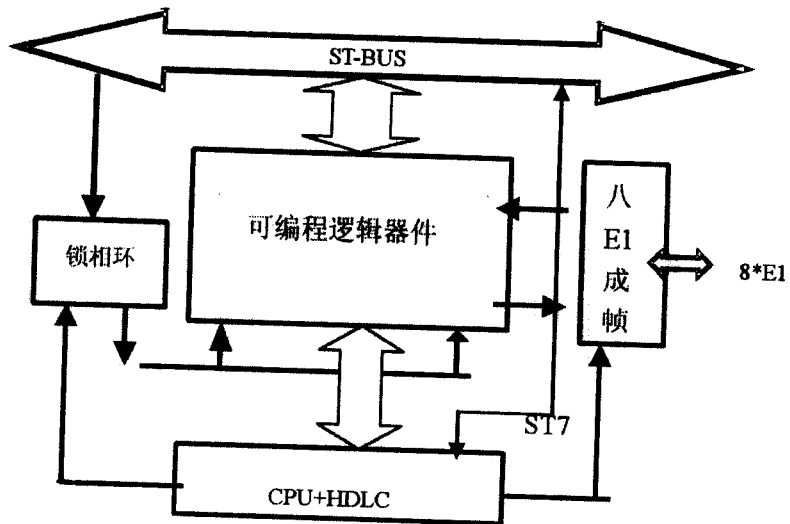 ST-BUS
可编程逻辑器件
锁相环
八
E1
成
帧
8*E1
ST7
CPU+HDLC